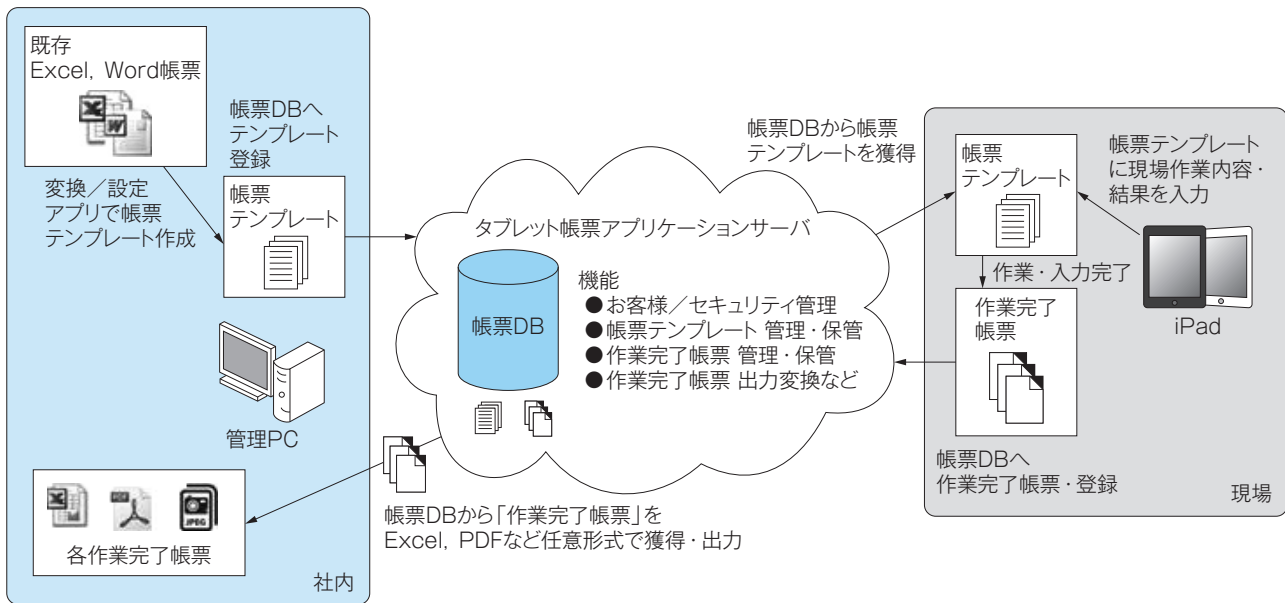 既存
Excel, Word帳票
変換／設定
アプリで帳票
テンプレート作成
帳票DBへ
テンプレート
登録
帳票
テンプレート
管理PC
各作業完了帳票
JPEG
社内
タブレット帳票アプリケーションサーバ
帳票DB
機能
●お客様／セキュリティ管理
●帳票テンプレート 管理・保管
●作業完了帳票 管理・保管
●作業完了帳票 出力変換など
帳票DBから「作業完了帳票」を
Excel, PDFなど任意形式で獲得・出力
帳票DBから帳票
テンプレートを獲得
帳票
テンプレート
帳票テンプレート
に現場作業内容・
結果を入力
作業・入力完了
作業完了
帳票
iPad
帳票DBへ
作業完了帳票・登録
現場